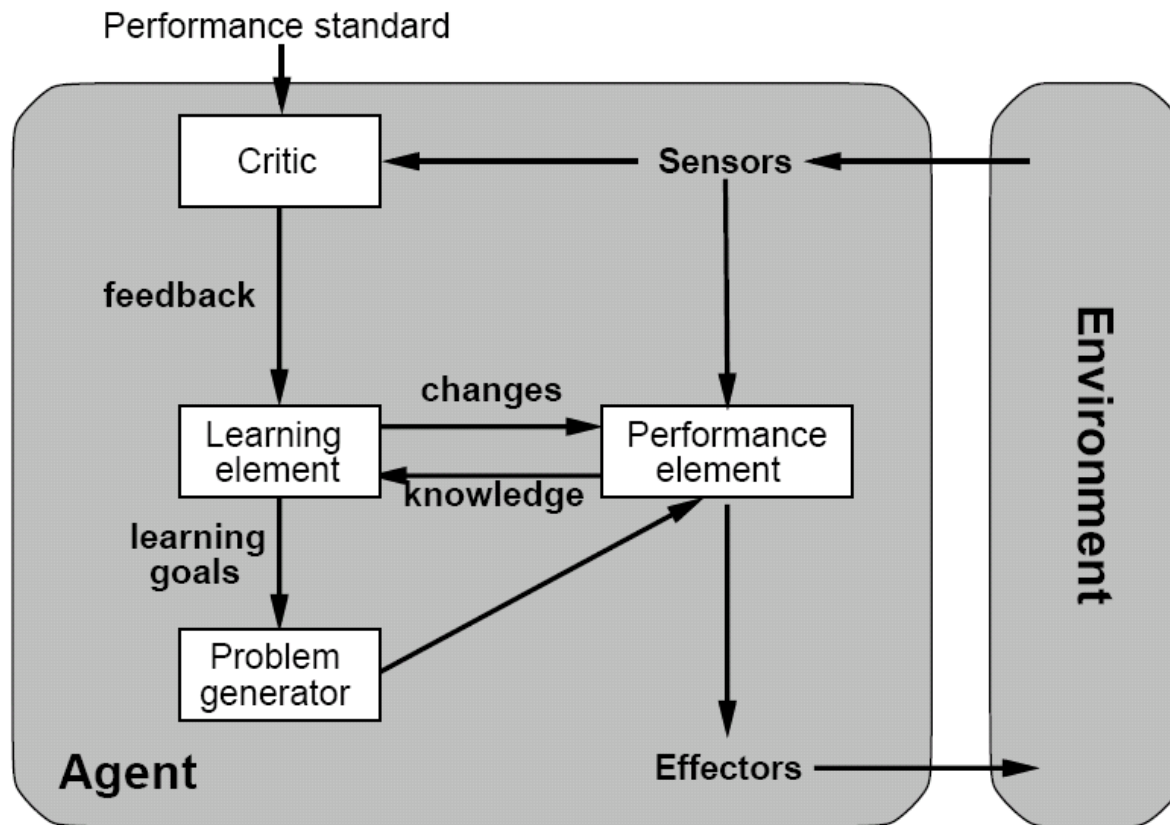 Performance standard
Critic
Sensors
feedback
changes
Learning
element
Performance
element
knowledge
learning
goals
Problem
generator
Agent
Effectors
Environment